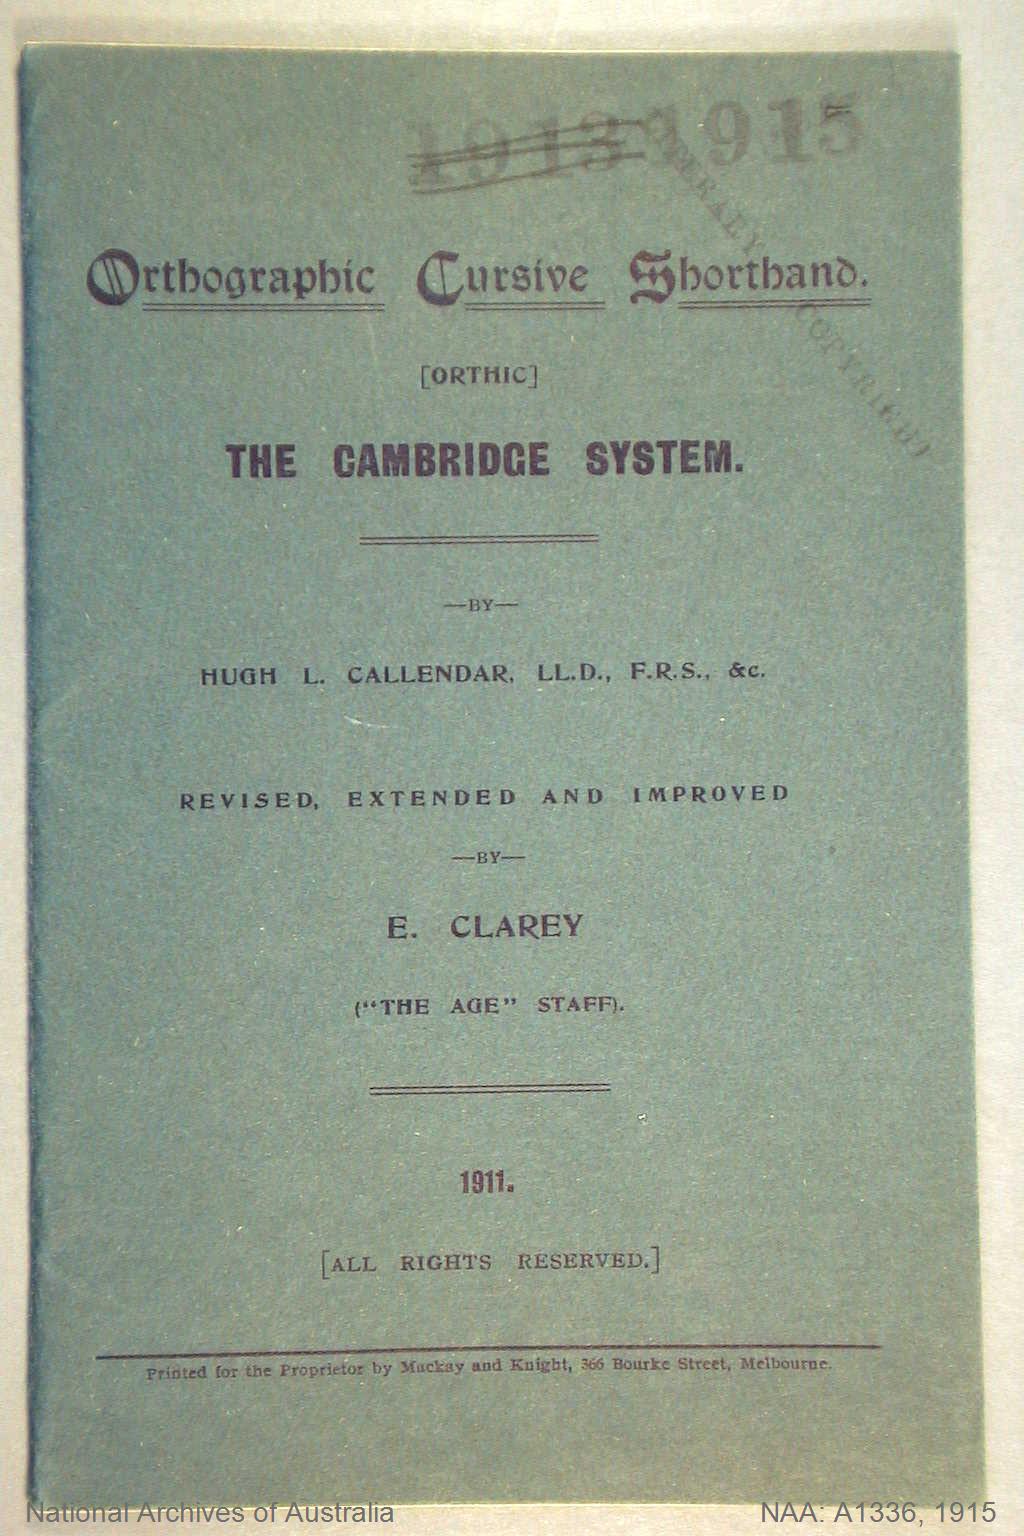 1913 1915
LITERARY COPYRIGHT
Orthographic Cursive Shorthand.
[ORTHIC]
THE CAMBRIDGE SYSTEM.
—BY—
HUGH L. CALLENDAR, LL.D., F.R.S., &c.
REVISED, EXTENDED AND IMPROVED
—BY—
E. CLAREY
("THE AGE" STAFF).
1911.
[ALL RIGHTS RESERVED.]
Printed for the Proprietor by Mackay and Knight, 366 Bourke Street, Melbourne.
National Archives of Australia NAA: A1336, 1915